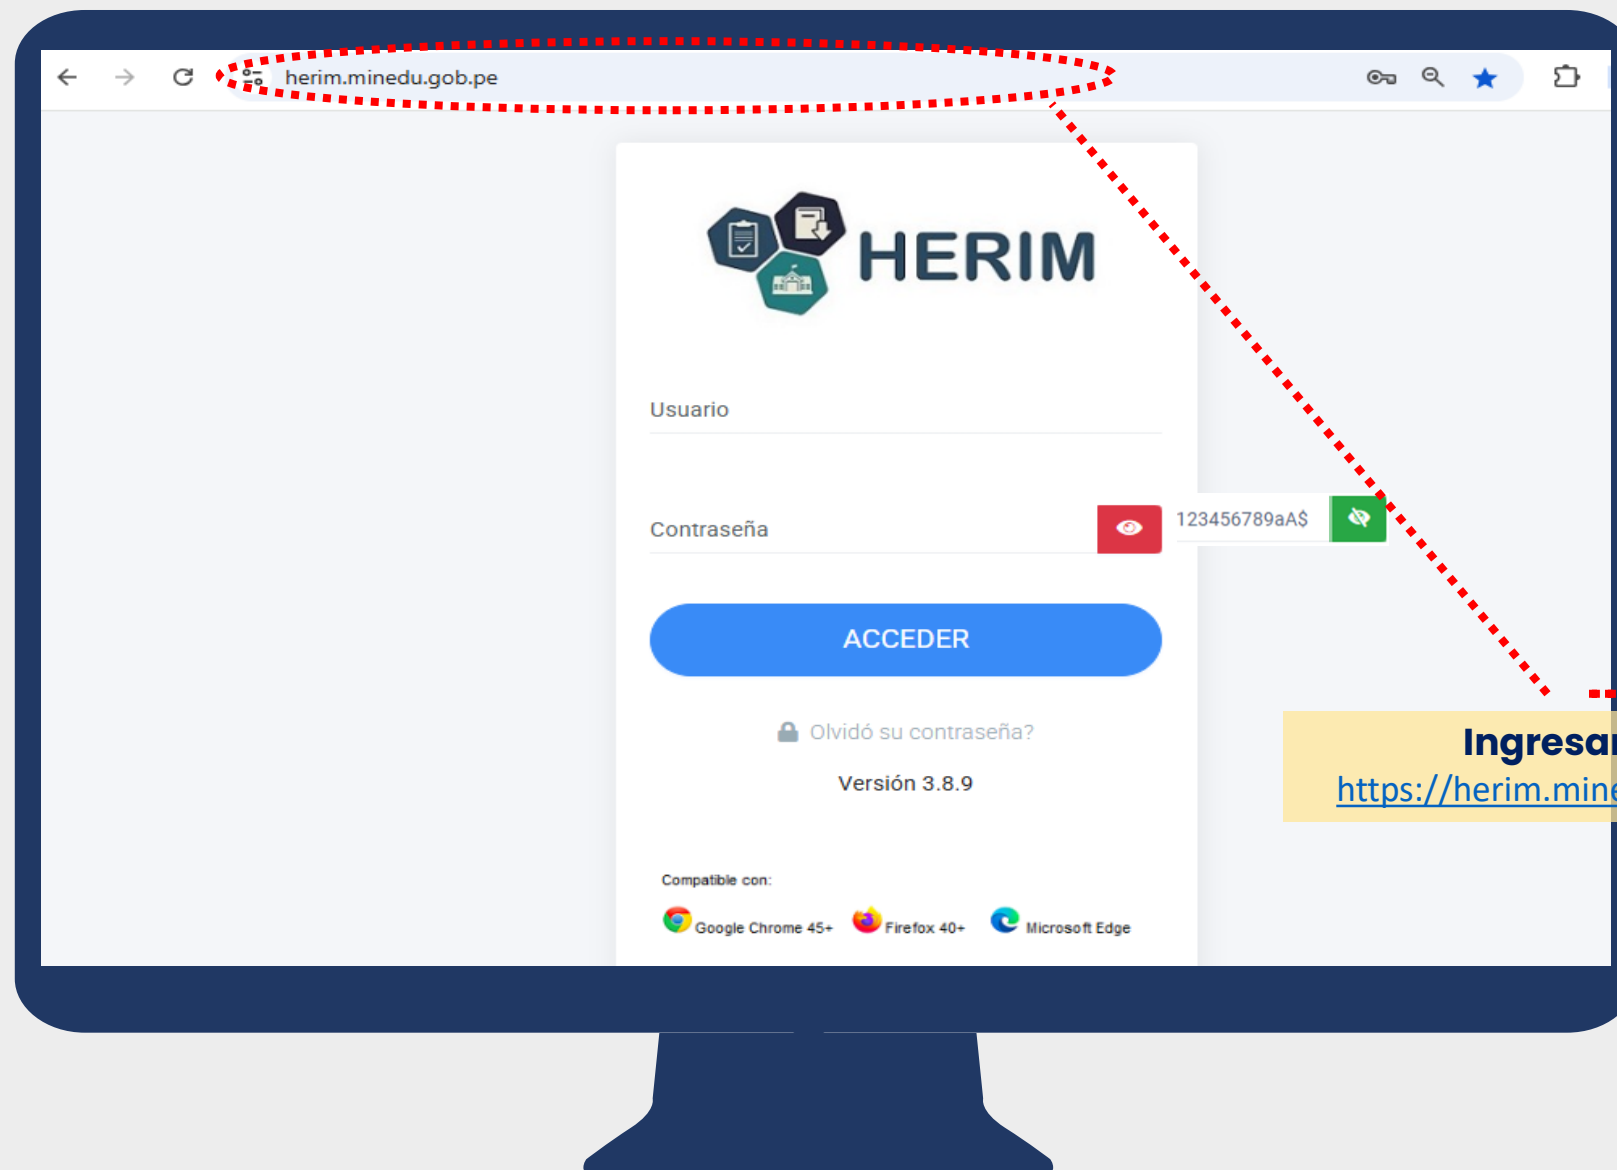 herim.minedu.gob.pe
HERIM
Usuario
Contraseña
123456789aA$
ACCEDER
Olvidó su contraseña?
Versión 3.8.9
Ingresar
https://herim.mine
Compatible con:
Google Chrome 45+ Firefox 40+ Microsoft Edge